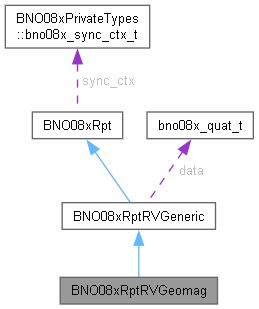 BNO08xPrivateTypes
::bno08x_sync_ctx_t
sync_ctx
BNO08xRpt
bno08x_quat_t
data
BNO08xRptRVGeneric
BNO08xRptRVGeomag